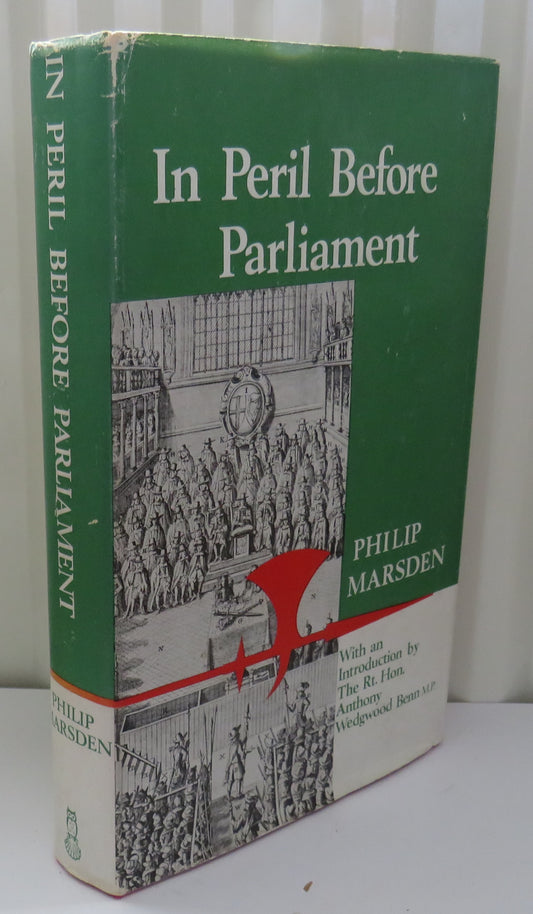 IN PERIL BEFORE PARLIAMENT
PHILIP
MARSDEN
In Peril Before
Parliament
PHILIP
MARSDEN
With an
Introduction by
The Rt. Hon.
Anthony
Wedgwood Benn M.P.